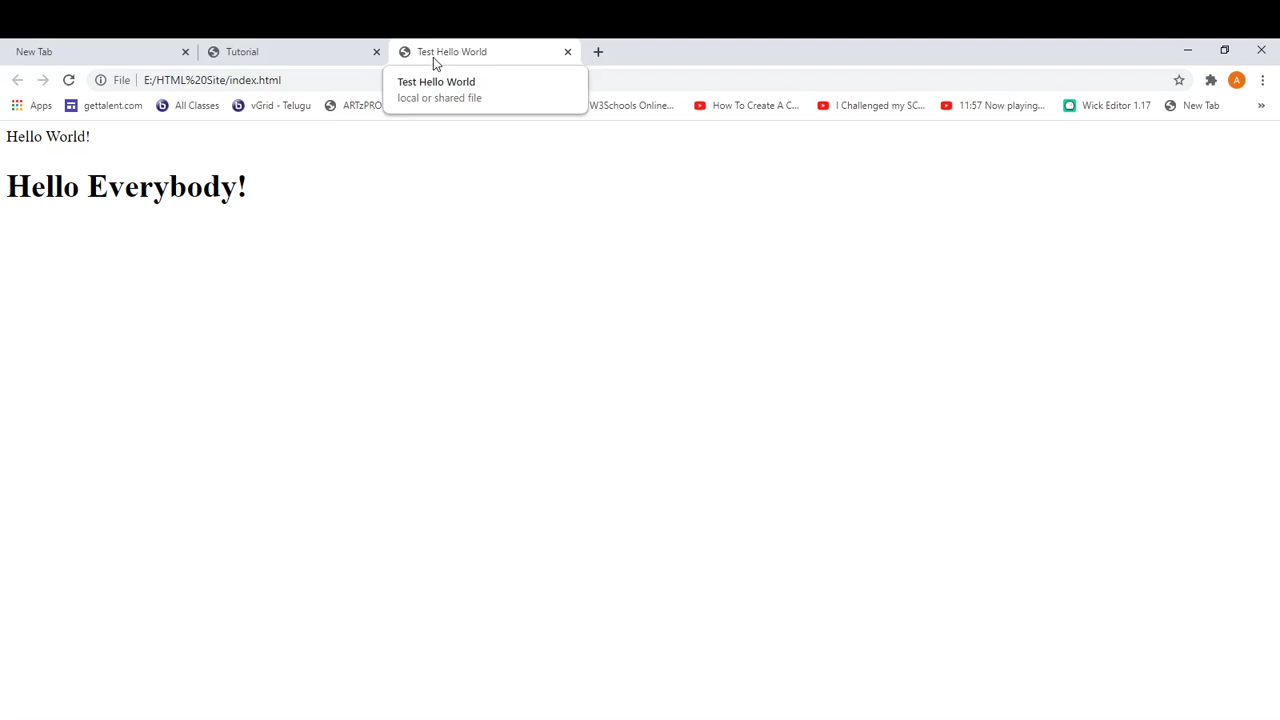 New Tab
Tutorial
Test Hello World
File
E:/HTML%20Site/index.html
Test Hello World
local or shared file
A
Apps
gettalent.com
All Classes
vGrid - Telugu
ARTzPRO
W3Schools Online...
How To Create A C...
I Challenged my SC...
11:57 Now playing...
Wick Editor 1.17
New Tab
»
Hello World!
Hello Everybody!